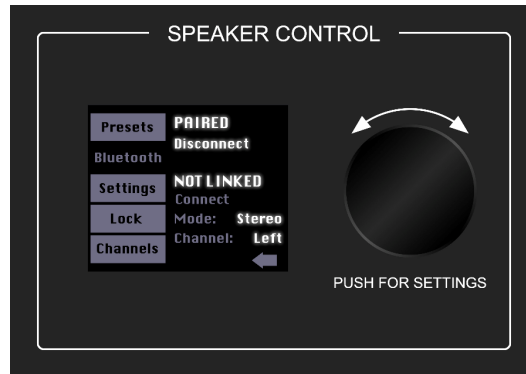 SPEAKER CONTROL
Presets
Bluetooth
Settings
Lock
Channels
PAIRED
Disconnect
NOT LINKED
Connect
Mode: Stereo
Channel: Left
PUSH FOR SETTINGS